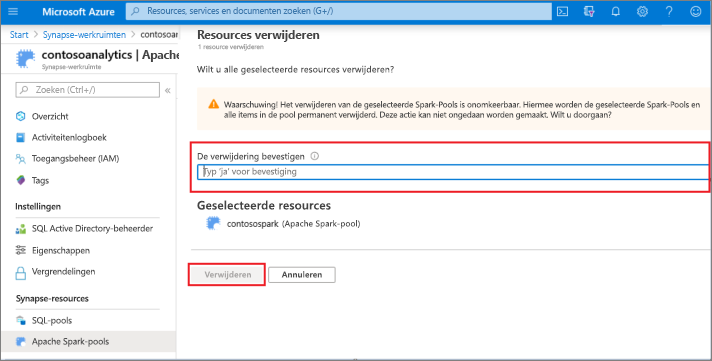 Microsoft Azure
Resources, services en documenten zoeken (G+/)
Start > Synapse-werkruimten > contosoanalytics
contosoanalytics | Apache
Synapse-werkruimte
Zoeken (Ctrl+/)
Overzicht
Activiteitenlogboek
Toegangsbeheer (IAM)
Tags
Instellingen
SQL Active Directory-beheerder
Eigenschappen
Vergrendelingen
Synapse-resources
SQL-pools
Apache Spark-pools
Resources verwijderen
1 resource verwijderen
Wilt u alle geselecteerde resources verwijderen?
Waarschuwing! Het verwijderen van de geselecteerde Spark-Pools is onomkeerbaar. Hiermee worden de geselecteerde Spark-Pools en
alle items in de pool permanent verwijderd. Deze actie kan niet ongedaan worden gemaakt. Wilt u doorgaan?
De verwijdering bevestigen
Typ 'ja' voor bevestiging
Geselecteerde resources
contosospark (Apache Spark-pool)
Verwijderen
Annuleren